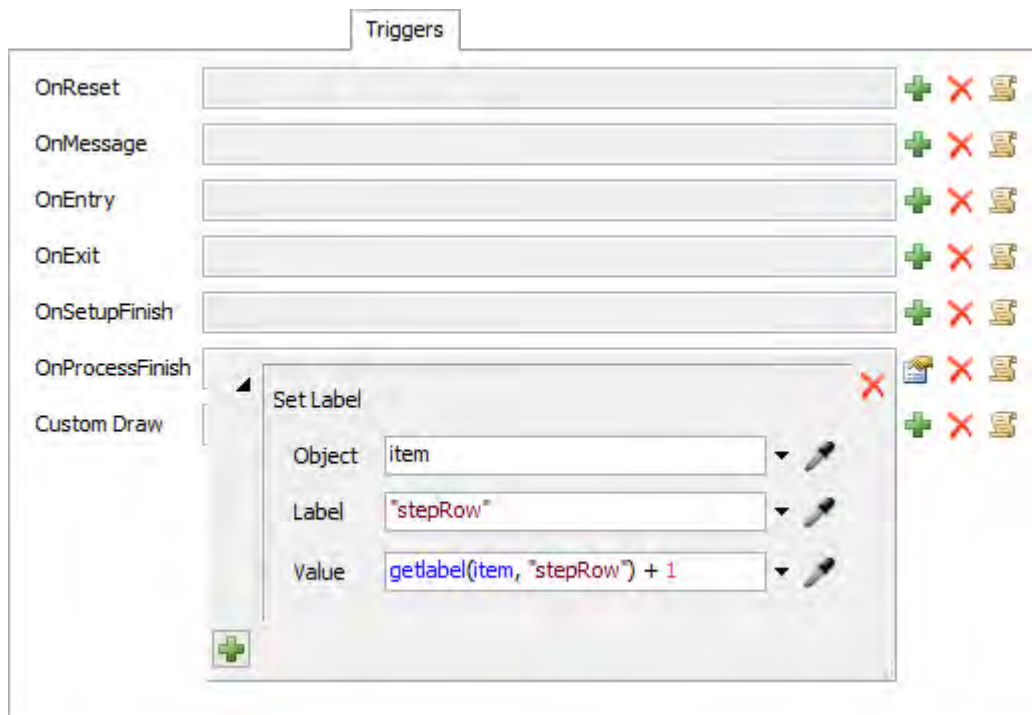 Triggers
OnReset
OnMessage
OnEntry
OnExit
OnSetupFinish
OnProcessFinish
Set Label
Custom Draw
Object item
Label "stepRow"
Value getlabel(item, "stepRow") + 1